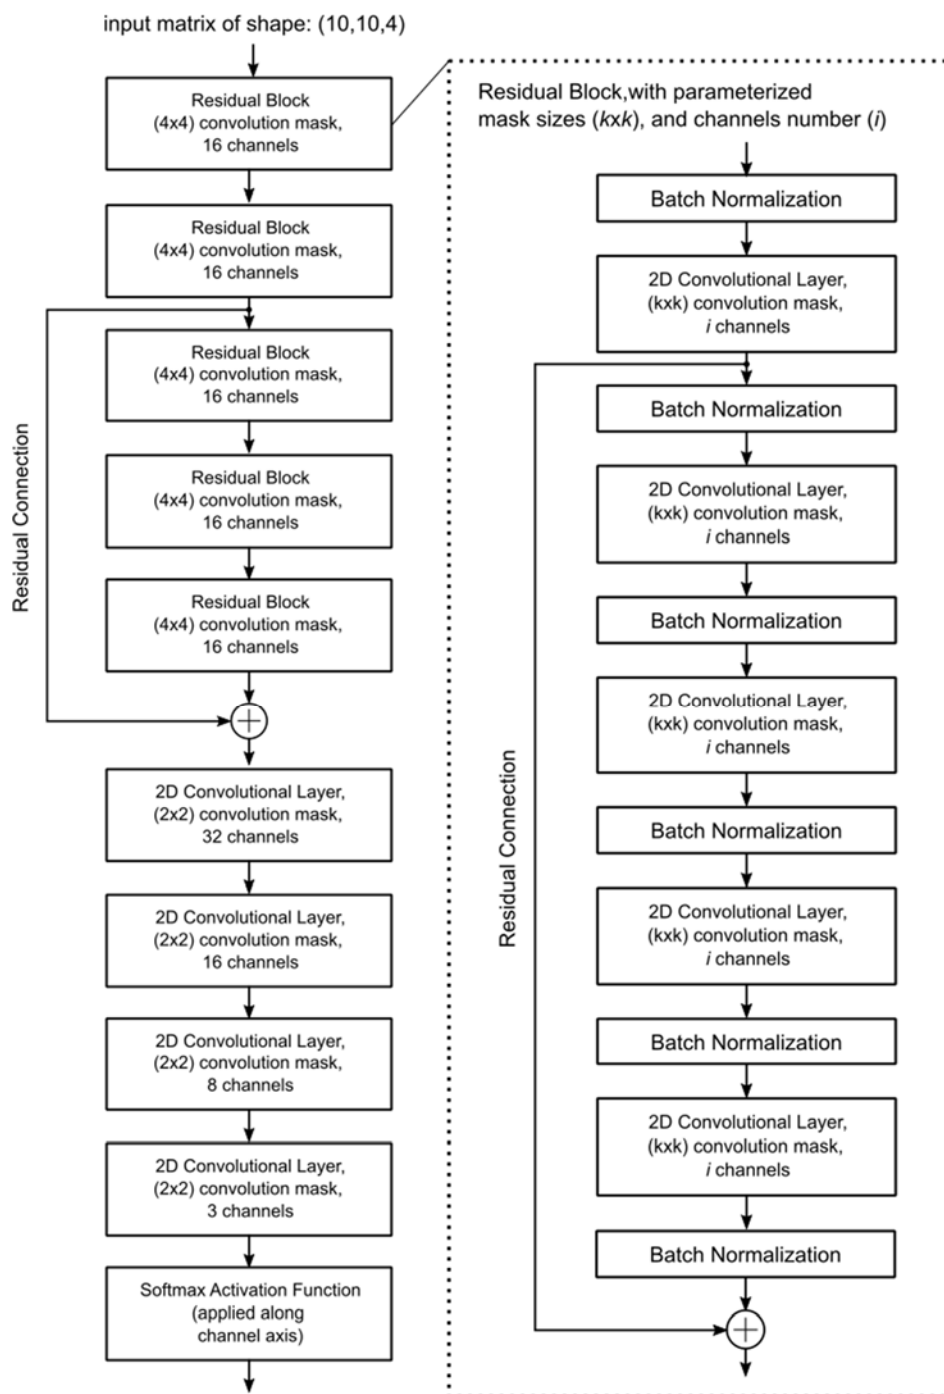 input matrix of shape: (10,10,4)
Residual Block
(4x4) convolution mask,
16 channels
Residual Block
(4x4) convolution mask,
16 channels
Residual Block
(4x4) convolution mask,
16 channels
Residual Block
(4x4) convolution mask,
16 channels
Residual Block
(4x4) convolution mask,
16 channels
Residual Connection
2D Convolutional Layer,
(2x2) convolution mask,
32 channels
2D Convolutional Layer,
(2x2) convolution mask,
16 channels
2D Convolutional Layer,
(2x2) convolution mask,
8 channels
2D Convolutional Layer,
(2x2) convolution mask,
3 channels
Softmax Activation Function
(applied along
channel axis)
Residual Block,with parameterized
mask sizes (kxk), and channels number (i)
Batch Normalization
2D Convolutional Layer,
(kxk) convolution mask,
i channels
Batch Normalization
2D Convolutional Layer,
(kxk) convolution mask,
i channels
Batch Normalization
2D Convolutional Layer,
(kxk) convolution mask,
i channels
Batch Normalization
2D Convolutional Layer,
(kxk) convolution mask,
i channels
Batch Normalization
2D Convolutional Layer,
(kxk) convolution mask,
i channels
Batch Normalization
Residual Connection